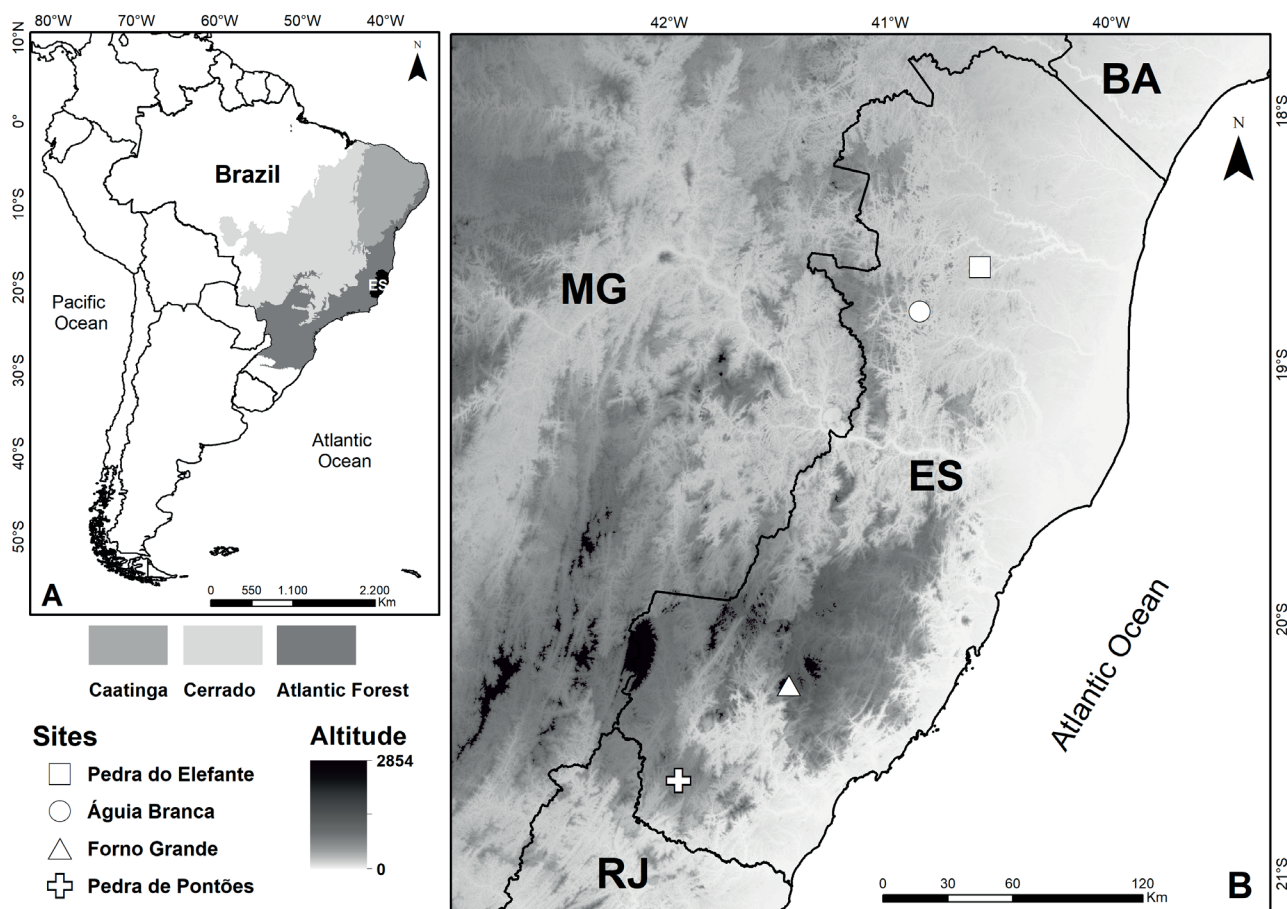 80°W 70°W 60°W 50°W 40°W
10°N
0°
10°S
20°S
30°S
40°S
50°S
N
Brazil
ES
Pacific
Ocean
Atlantic
Ocean
A
0 550 1.100 2.200
Km
Caatinga Cerrado Atlantic Forest
Sites
Pedra do Elefante
Águia Branca
Forno Grande
Pedra de Pontões
Altitude
2854
0
42°W 41°W 40°W
18°S
19°S
20°S
21°S
BA
N
MG
ES
Atlantic Ocean
RJ
0 30 60 120
Km
B